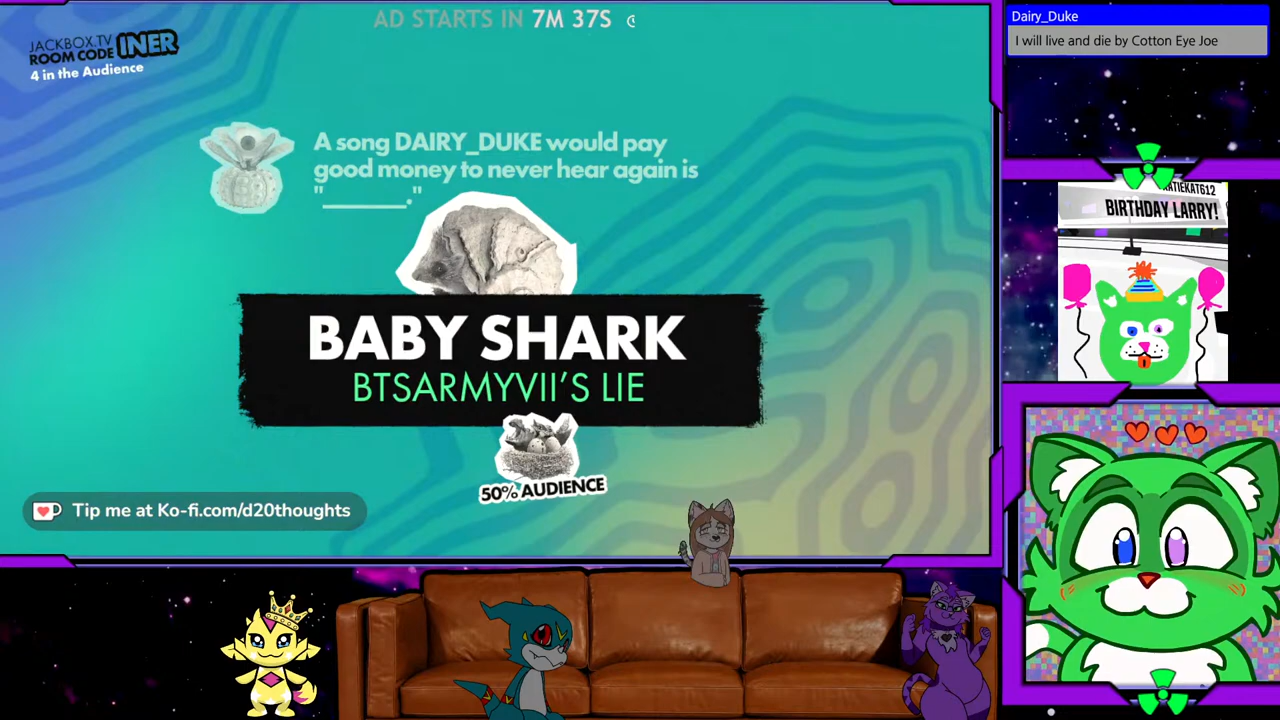 AD STARTS IN 7M 37S
JACKBOX.TV
ROOM CODE INER
4 in the Audience
A song DAIRY_DUKE would pay
good money to never hear again is
"______."
BABY SHARK
BTSARMYVII'S LIE
50% AUDIENCE
Tip me at Ko-fi.com/d20thoughts
Dairy_Duke
I will live and die by Cotton Eye Joe
KATIEKAT612
BIRTHDAY LARRY!